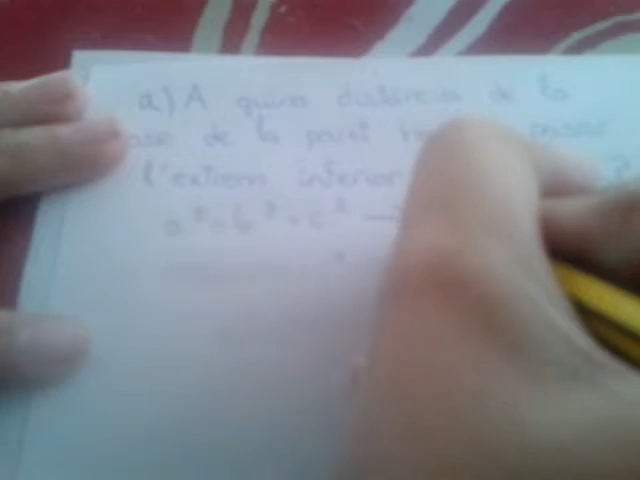 a) A quina distància de la
base de la paret
l'extrem inferior ?
a² = b² + c² →